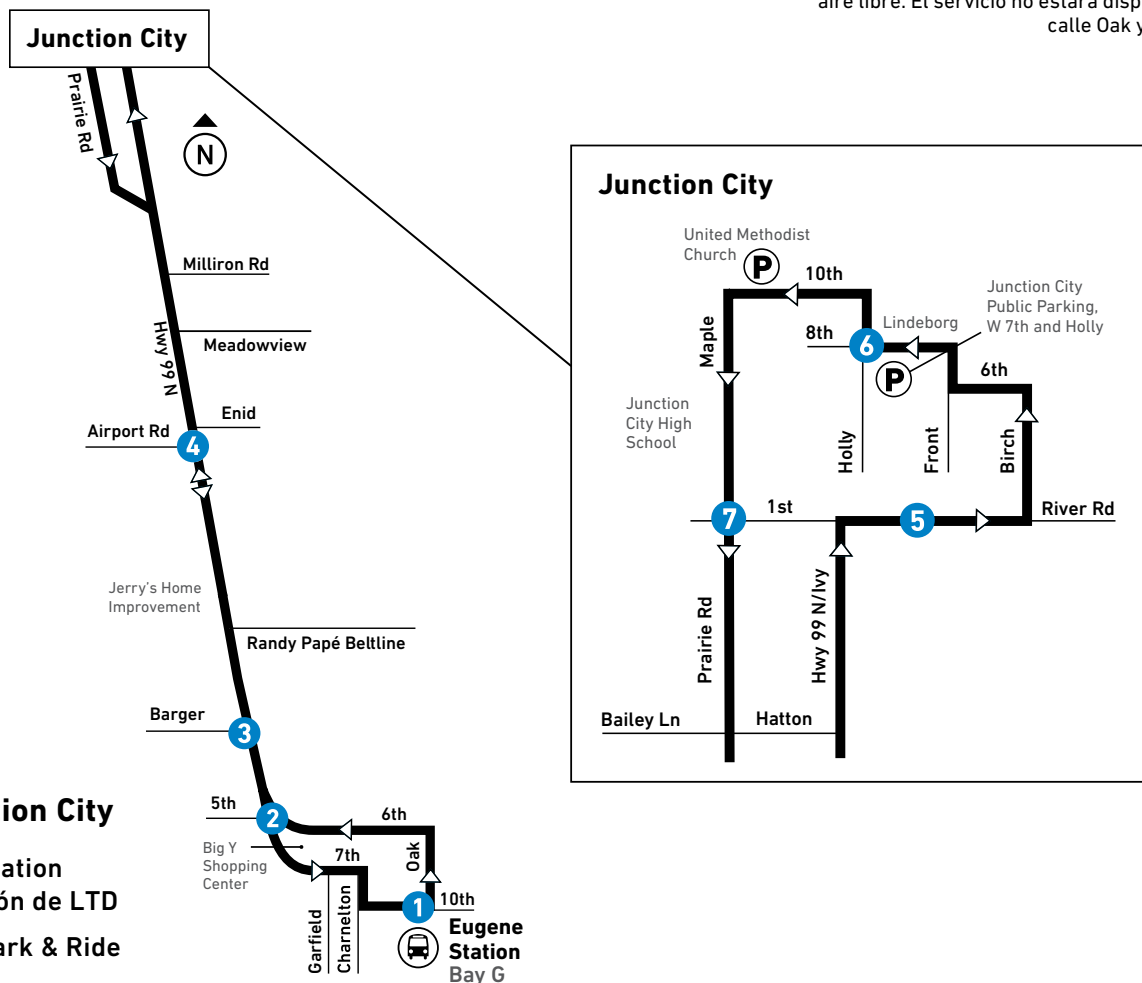 aire libre. El servicio no estará disp
calle Oak y
Junction City
Prairie Rd
N
Milliron Rd
Meadowview
Hwy 99 N
Enid
Airport Rd
4
Jerry's Home
Improvement
Randy Papé Beltline
Barger
3
5th
2
6th
Big Y
Shopping
Center
7th
Oak
1
10th
Garfield
Charnelton
Eugene
Station
Bay G
Junction City
United Methodist
Church
P
10th
Junction City
Public Parking,
W 7th and Holly
Maple
8th
6
Lindeborg
P
6th
Junction
City High
School
Holly
Front
Birch
7
1st
5
River Rd
Prairie Rd
Hwy 99 N/Ivy
Bailey Ln
Hatton
tion City
ation
ón de LTD
ark & Ride